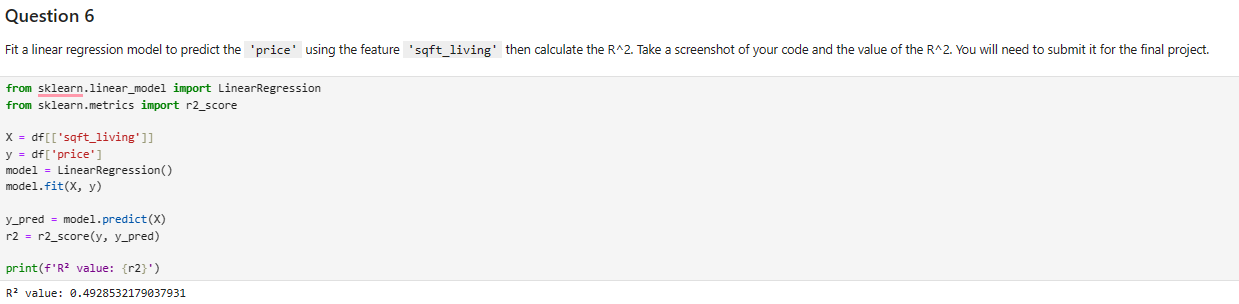 Question 6
Fit a linear regression model to predict the 'price' using the feature 'sqft_living' then calculate the R^2. Take a screenshot of your code and the value of the R^2. You will need to submit it for the final project.
from sklearn.linear_model import LinearRegression
from sklearn.metrics import r2_score
X = df[['sqft_living']]
y = df['price']
model = LinearRegression()
model.fit(X, y)
y_pred = model.predict(X)
r2 = r2_score(y, y_pred)
print(f'R² value: {r2}')
R² value: 0.4928532179037931